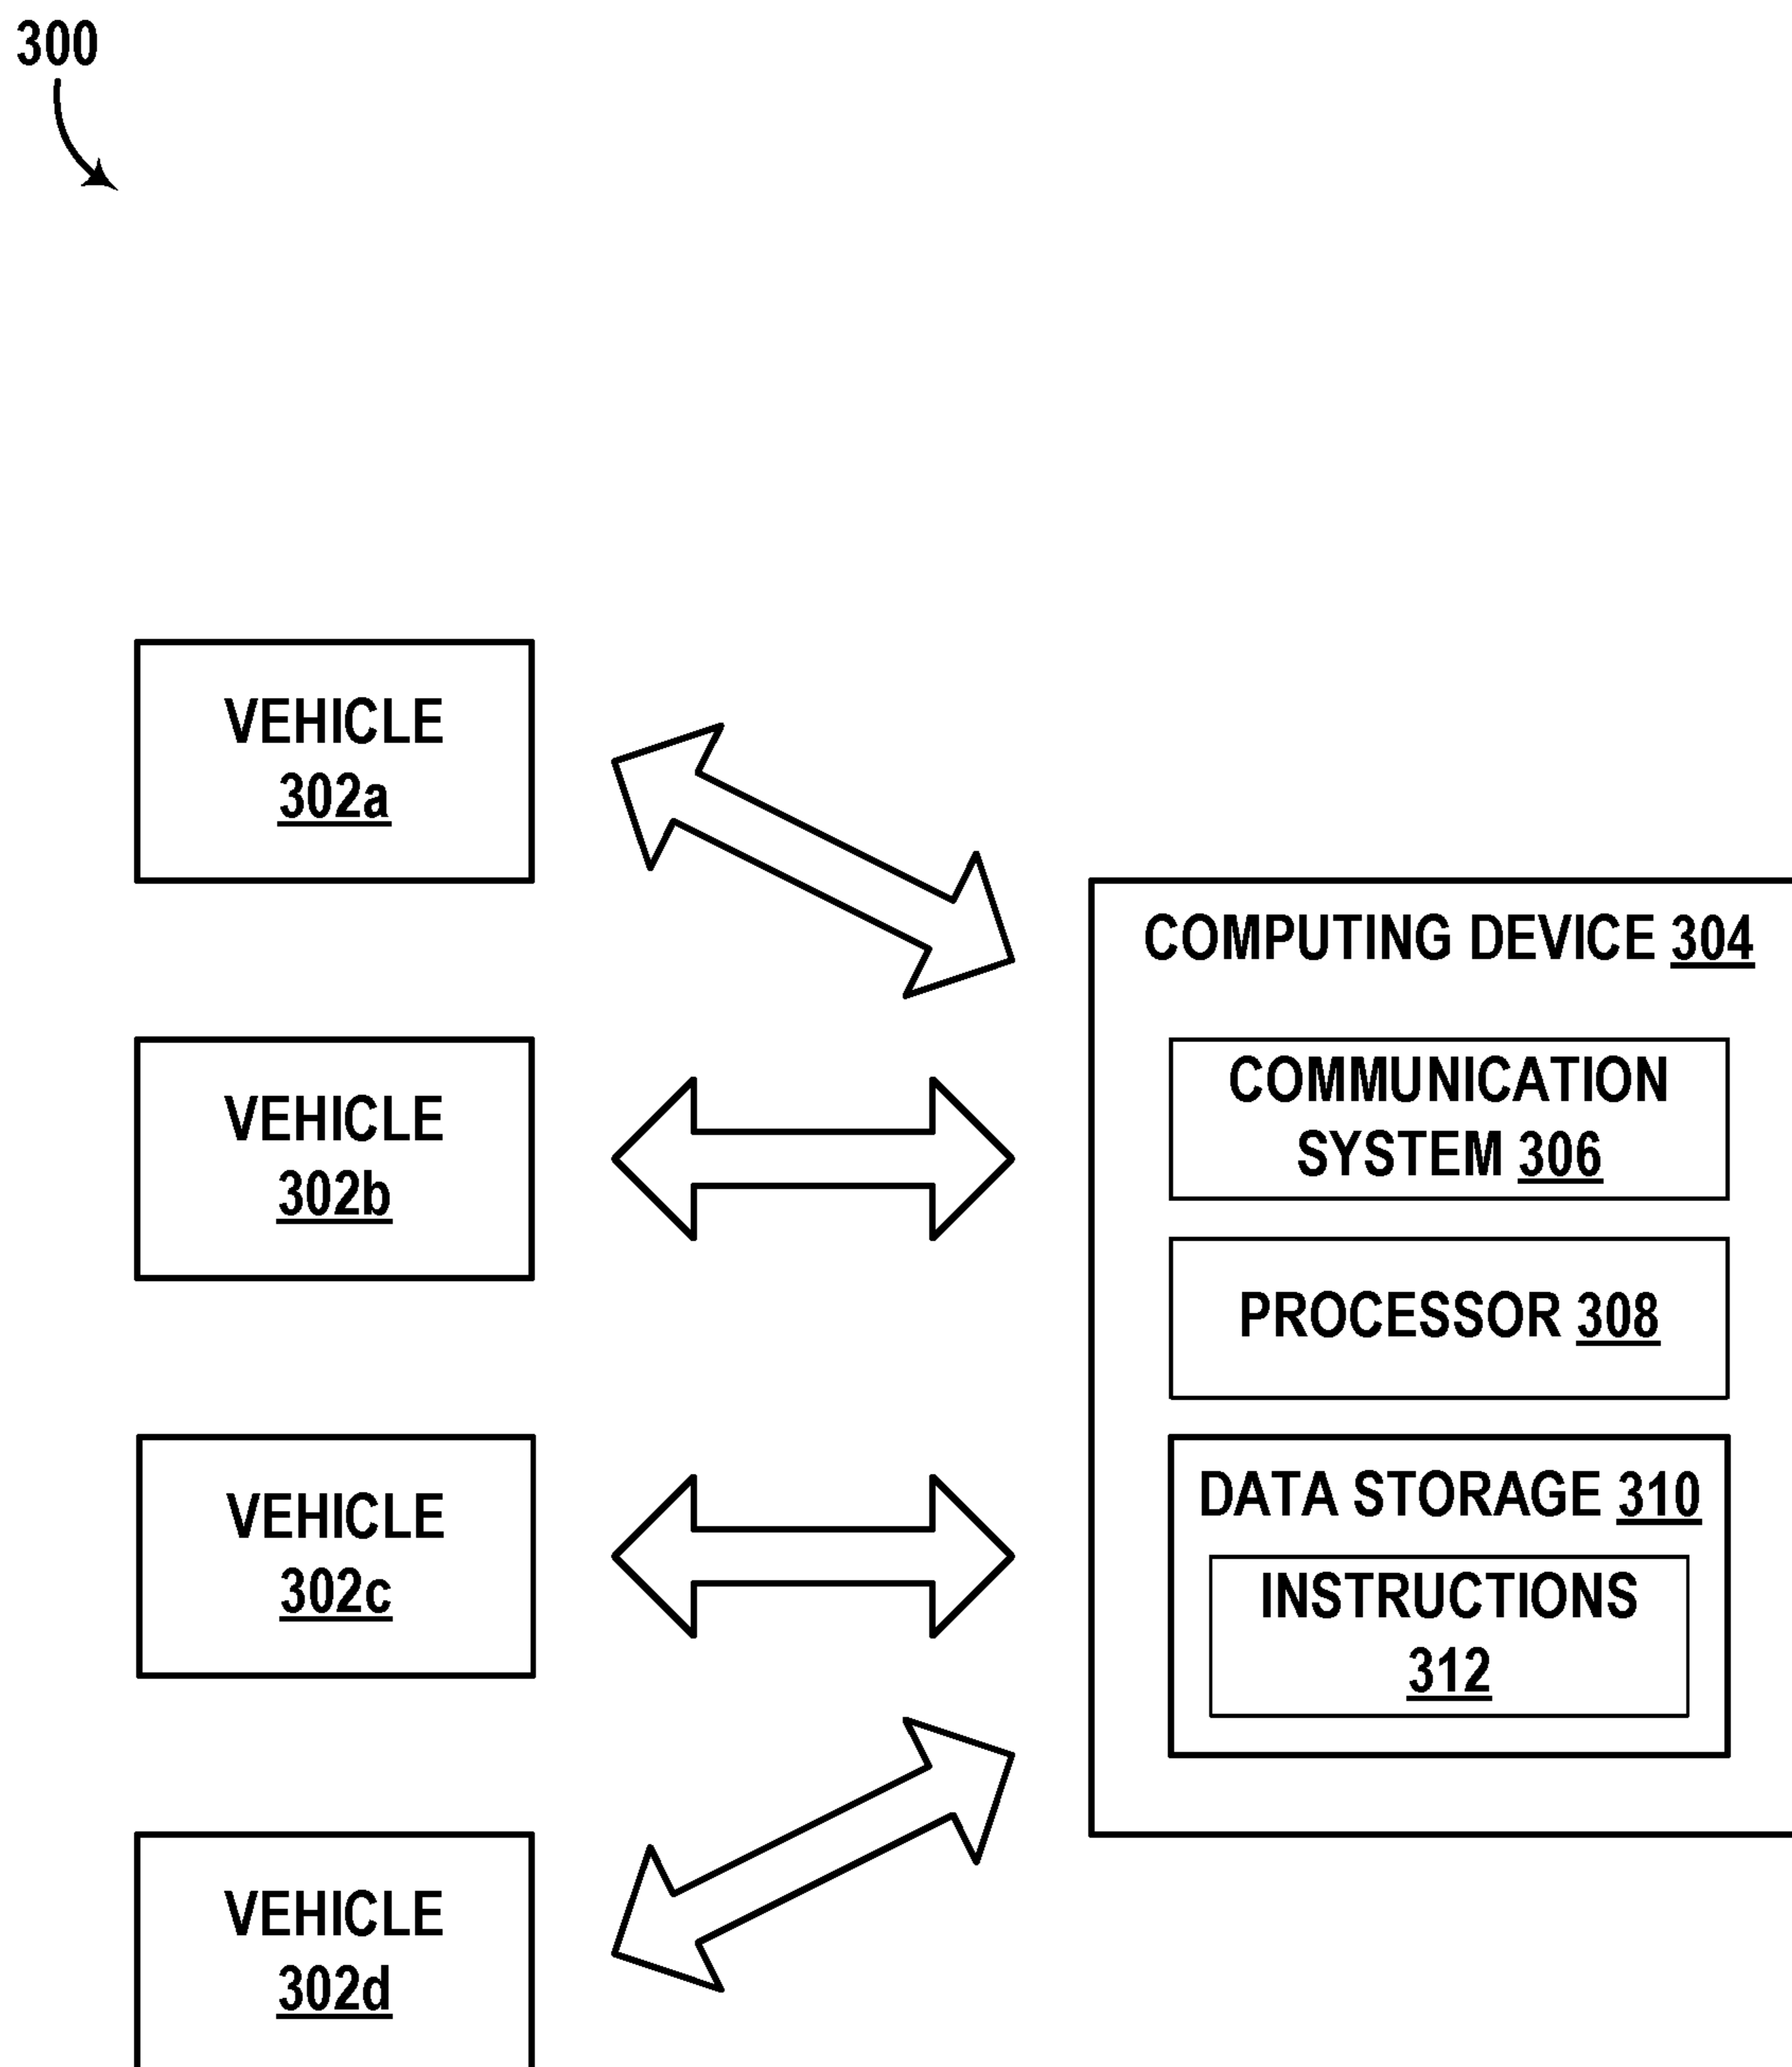 300
VEHICLE
302a
VEHICLE
302b
VEHICLE
302c
VEHICLE
302d
COMPUTING DEVICE 304
COMMUNICATION
SYSTEM 306
PROCESSOR 308
DATA STORAGE 310
INSTRUCTIONS
312